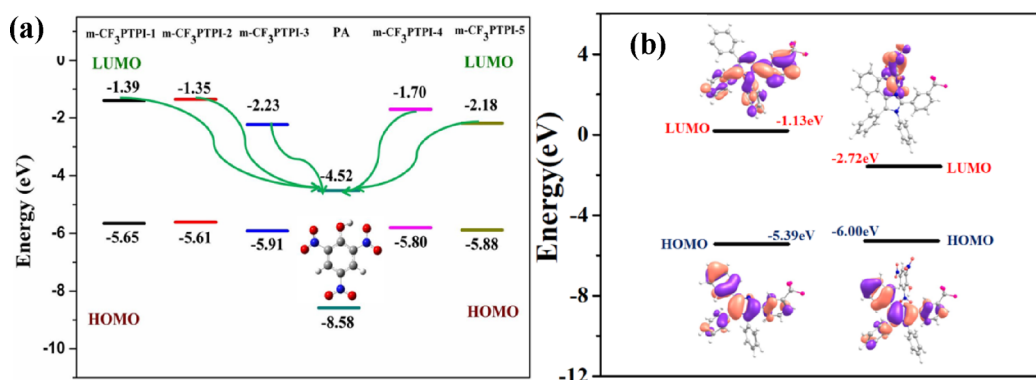 (a)
m-CF3PTPI-1 m-CF3PTPI-2 m-CF3PTPI-3 PA m-CF3PTPI-4 m-CF3PTPI-5
0
LUMO LUMO
-1.39 -1.35 -1.70
-2 -2.23 -2.18
-4 -4.52
Energy (eV)
-6
-5.65 -5.61 -5.91 -5.80 -5.88
-8
-8.58
HOMO HOMO
-10
(b)
4
LUMO -1.13eV
0
-2.72eV
LUMO
Energy(eV)
-4
HOMO -5.39eV -6.00eV HOMO
-8
-12